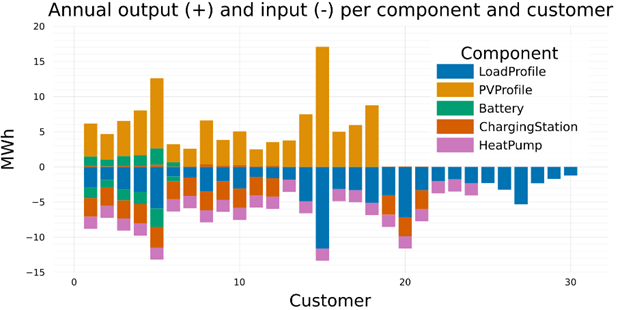 Annual output (+) and input (-) per component and customer
20
15
10
5
0
−5
−10
−15
MWh
Component
LoadProfile
PVProfile
Battery
ChargingStation
HeatPump
0
10
20
30
Customer